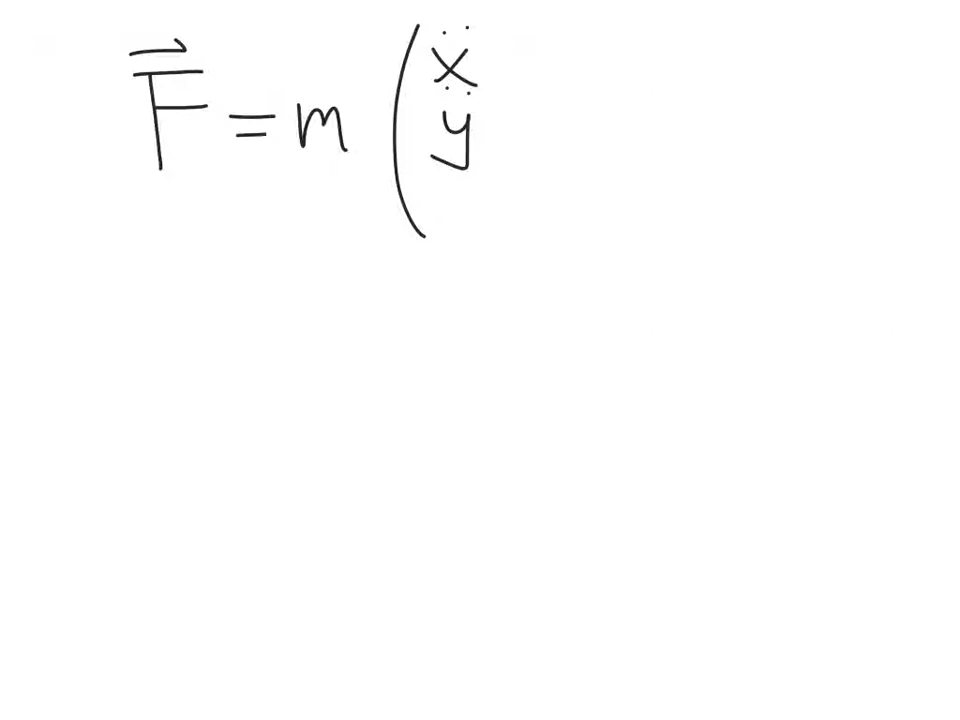 F⃗ = m ( ẍ
ÿ